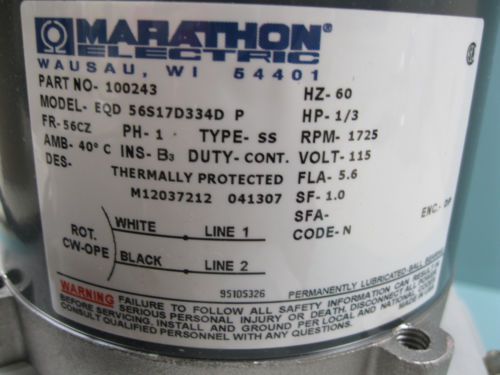 MARATHON®
ELECTRIC
WAUSAU, WI 54401
PART NO- 100243 HZ- 60
MODEL- EQD 56S17D334D P HP- 1/3
FR- 56CZ PH- 1 TYPE- SS RPM- 1725
AMB- 40° C INS- B3 DUTY- CONT. VOLT- 115
DES- THERMALLY PROTECTED FLA- 5.6
M12037212 041307 SF- 1.0
SFA- ENC.- DP
CODE- N
ROT. WHITE LINE 1
CW-OPE BLACK LINE 2
95105326 PERMANENTLY LUBRICATED-BALL
WARNING FAILURE TO FOLLOW ALL SAFETY INFORMATION CAN RESULT IN
SERIOUS PERSONAL INJURY OR DEATH. DISCONNECT ALL POWER
BEFORE SERVICING, INSTALL AND GROUND PER LOCAL AND NATIONAL
CONSULT QUALIFIED PERSONNEL WITH ANY QUESTIONS.